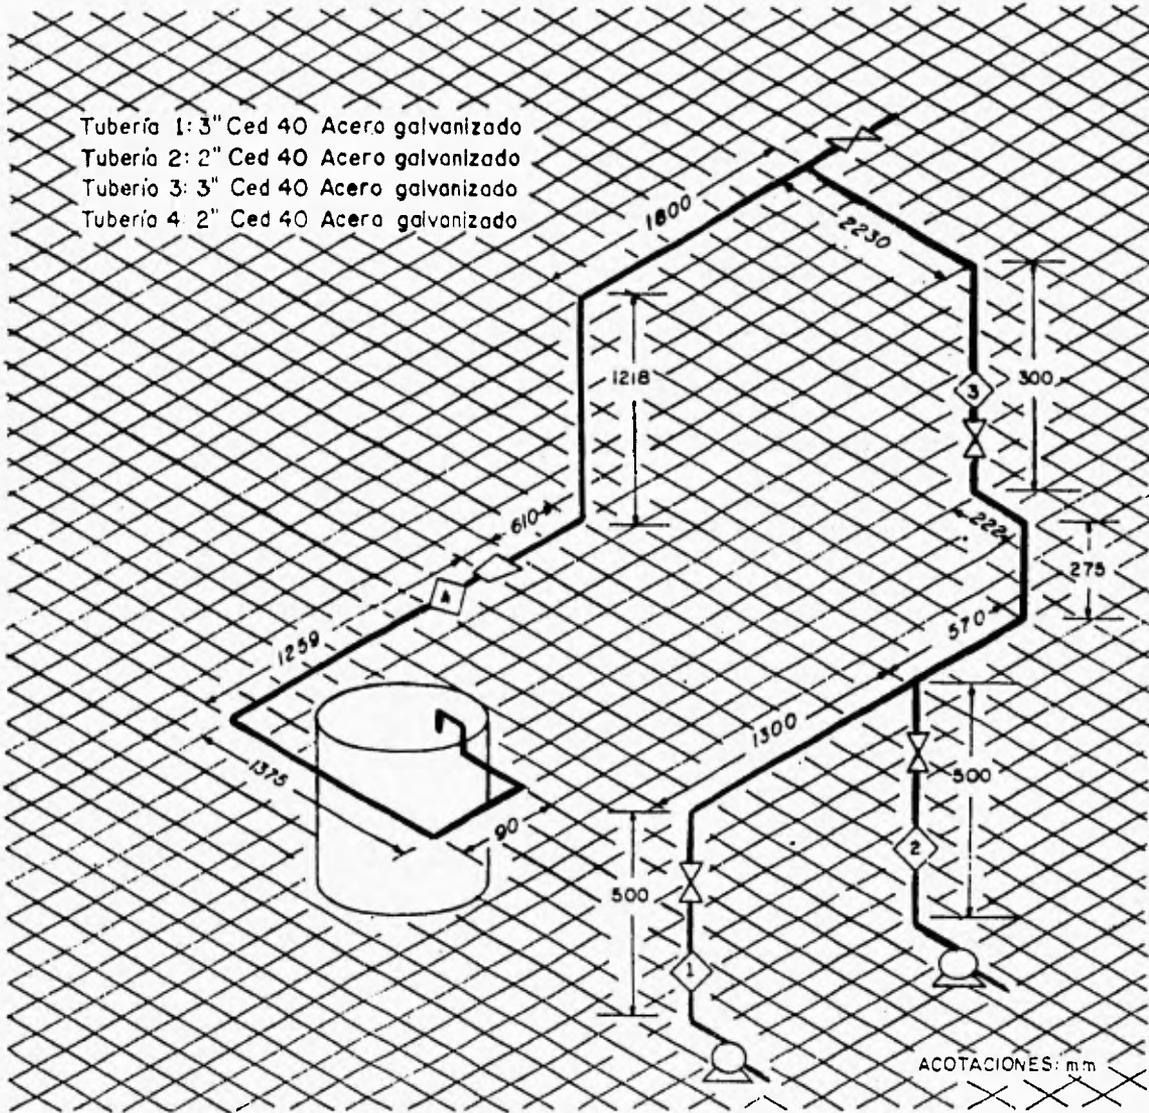 Tubería 1: 3" Ced 40 Acero galvanizado
Tubería 2: 2" Ced 40 Acero galvanizado
Tubería 3: 3" Ced 40 Acero galvanizado
Tubería 4: 2" Ced 40 Acero galvanizado
1800
2230
1218
3
300
610
222
275
A
570
1259
1300
1375
500
90
2
500
1
ACOTACIONES: mm